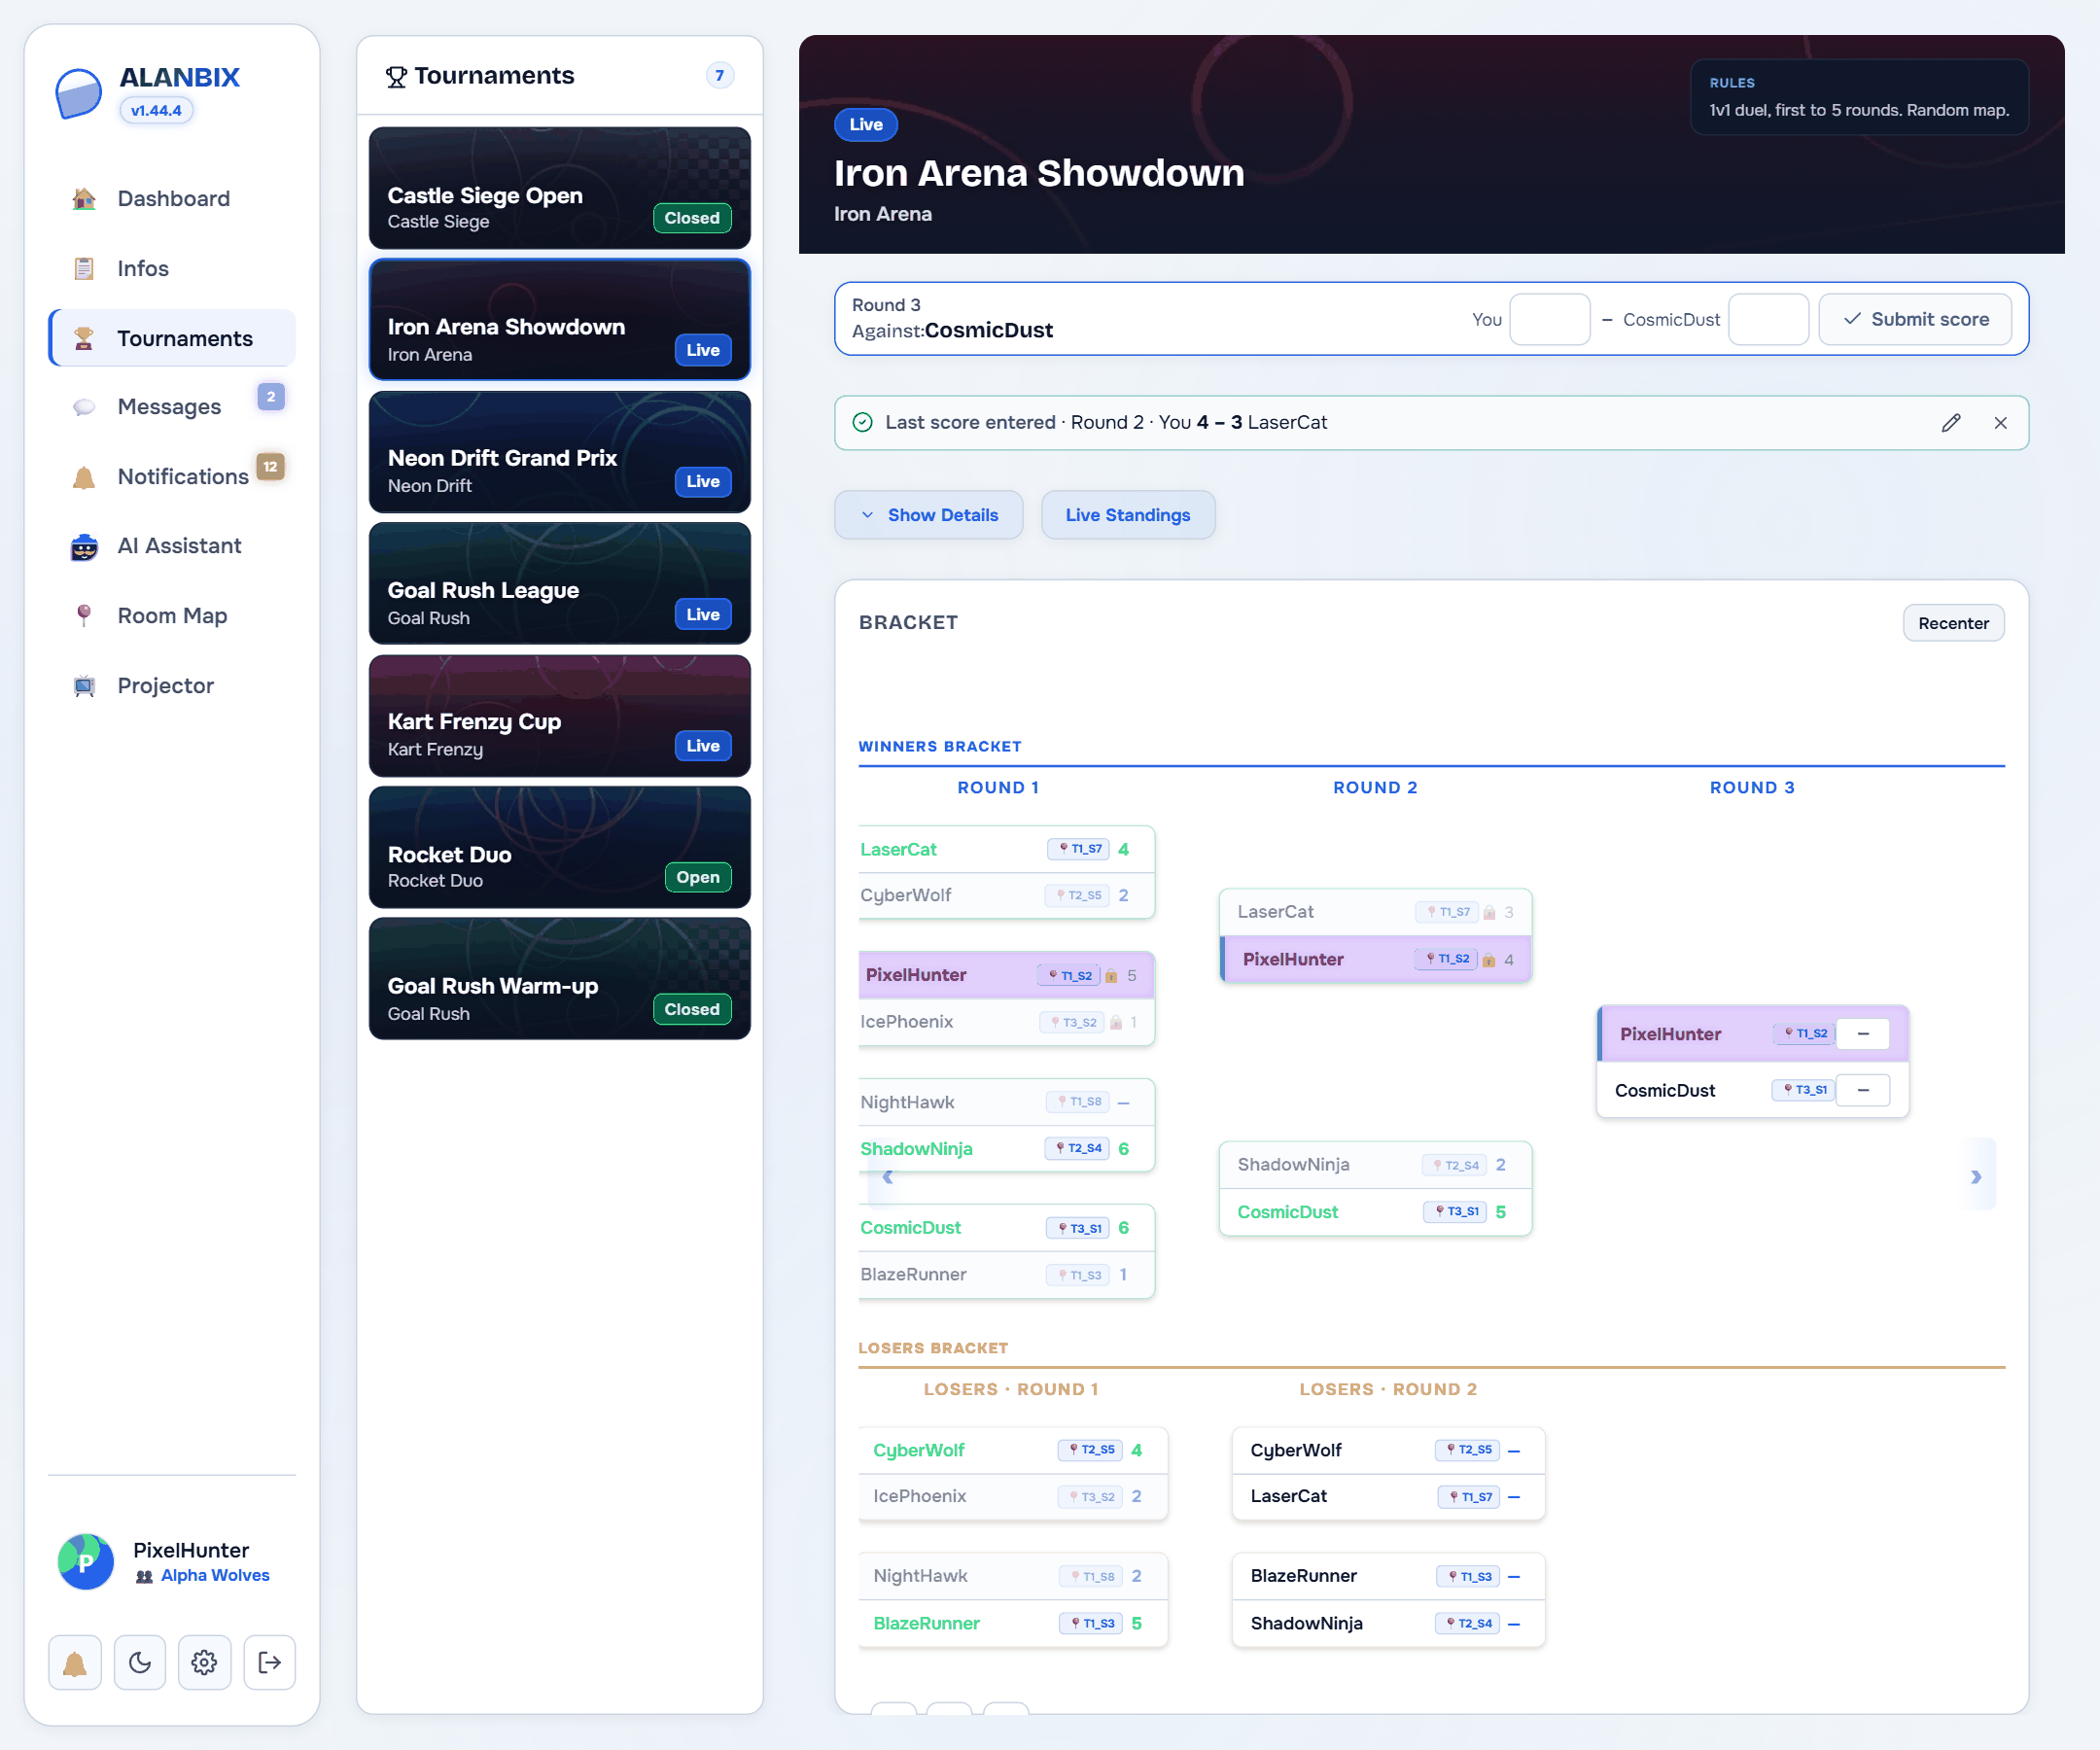 ALANBIX
v1.44.4
Dashboard
Infos
Tournaments
Messages 2
Notifications 12
AI Assistant
Room Map
Projector
P
PixelHunter
Alpha Wolves
Tournaments 7
Castle Siege Open
Castle Siege
Closed
Iron Arena Showdown
Iron Arena
Live
Neon Drift Grand Prix
Neon Drift
Live
Goal Rush League
Goal Rush
Live
Kart Frenzy Cup
Kart Frenzy
Live
Rocket Duo
Rocket Duo
Open
Goal Rush Warm-up
Goal Rush
Closed
Live
Iron Arena Showdown
Iron Arena
RULES
1v1 duel, first to 5 rounds. Random map.
Round 3
Against:CosmicDust
You – CosmicDust
Submit score
Last score entered · Round 2 · You 4 – 3 LaserCat
Show Details
Live Standings
BRACKET
Recenter
WINNERS BRACKET
ROUND 1
LaserCat T1_S7 4
CyberWolf T2_S5 2
PixelHunter T1_S2 5
IcePhoenix T3_S2 1
NightHawk T1_S8 –
ShadowNinja T2_S4 6
CosmicDust T3_S1 6
BlazeRunner T1_S3 1
ROUND 2
LaserCat T1_S7 3
PixelHunter T1_S2 4
ShadowNinja T2_S4 2
CosmicDust T3_S1 5
ROUND 3
PixelHunter T1_S2 –
CosmicDust T3_S1 –
‹
›
LOSERS BRACKET
LOSERS · ROUND 1
CyberWolf T2_S5 4
IcePhoenix T3_S2 2
NightHawk T1_S8 2
BlazeRunner T1_S3 5
LOSERS · ROUND 2
CyberWolf T2_S5 –
LaserCat T1_S7 –
BlazeRunner T1_S3 –
ShadowNinja T2_S4 –